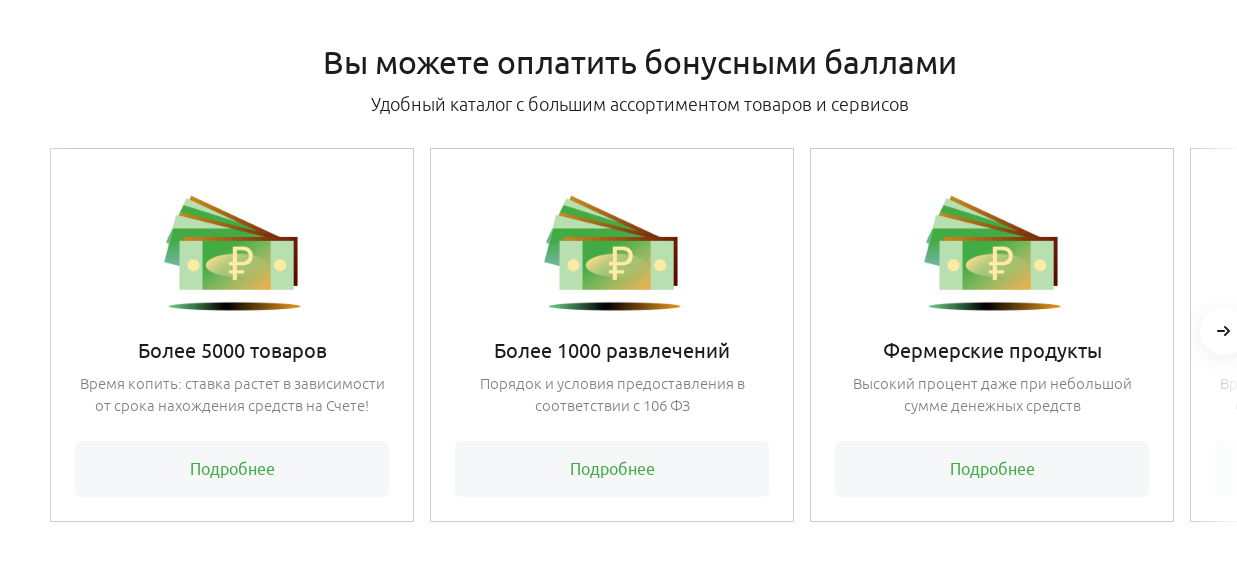 Вы можете оплатить бонусными баллами
Удобный каталог с большим ассортиментом товаров и сервисов
₽
Более 5000 товаров
Время копить: ставка растет в зависимости
от срока нахождения средств на Счете!
Подробнее
₽
Более 1000 развлечений
Порядок и условия предоставления в
соответствии с 106 ФЗ
Подробнее
₽
Фермерские продукты
Высокий процент даже при небольшой
сумме денежных средств
Подробнее